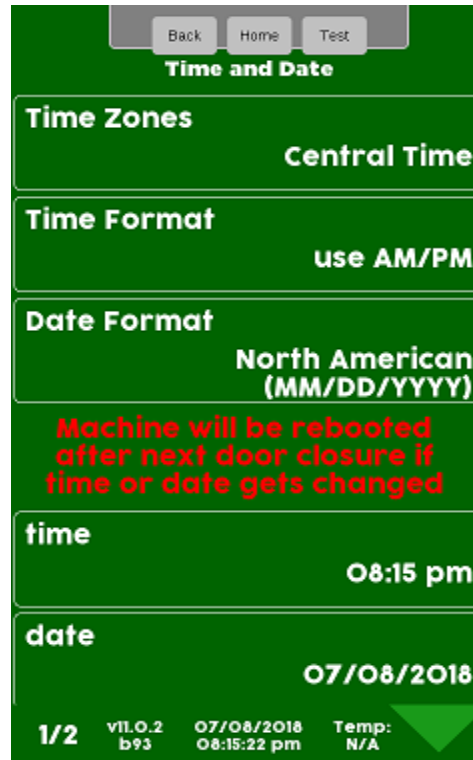 Back Home Test
Time and Date
Time Zones
Central Time
Time Format
use AM/PM
Date Format
North American
(MM/DD/YYYY)
Machine will be rebooted
after next door closure if
time or date gets changed
time
08:15 pm
date
07/08/2018
1/2 v11.0.2 07/08/2018 Temp:
b93 08:15:22 pm N/A